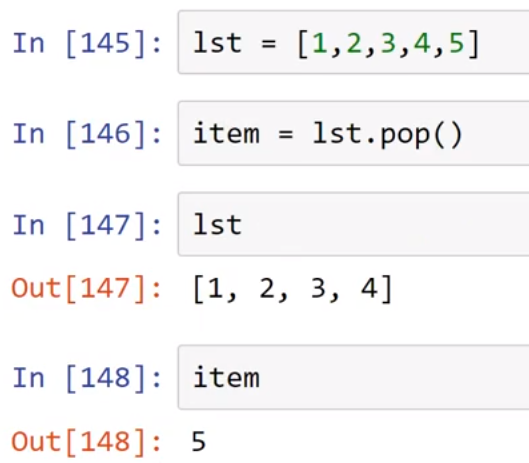 In [145]: lst = [1,2,3,4,5]
In [146]: item = lst.pop()
In [147]: lst
Out[147]: [1, 2, 3, 4]
In [148]: item
Out[148]: 5